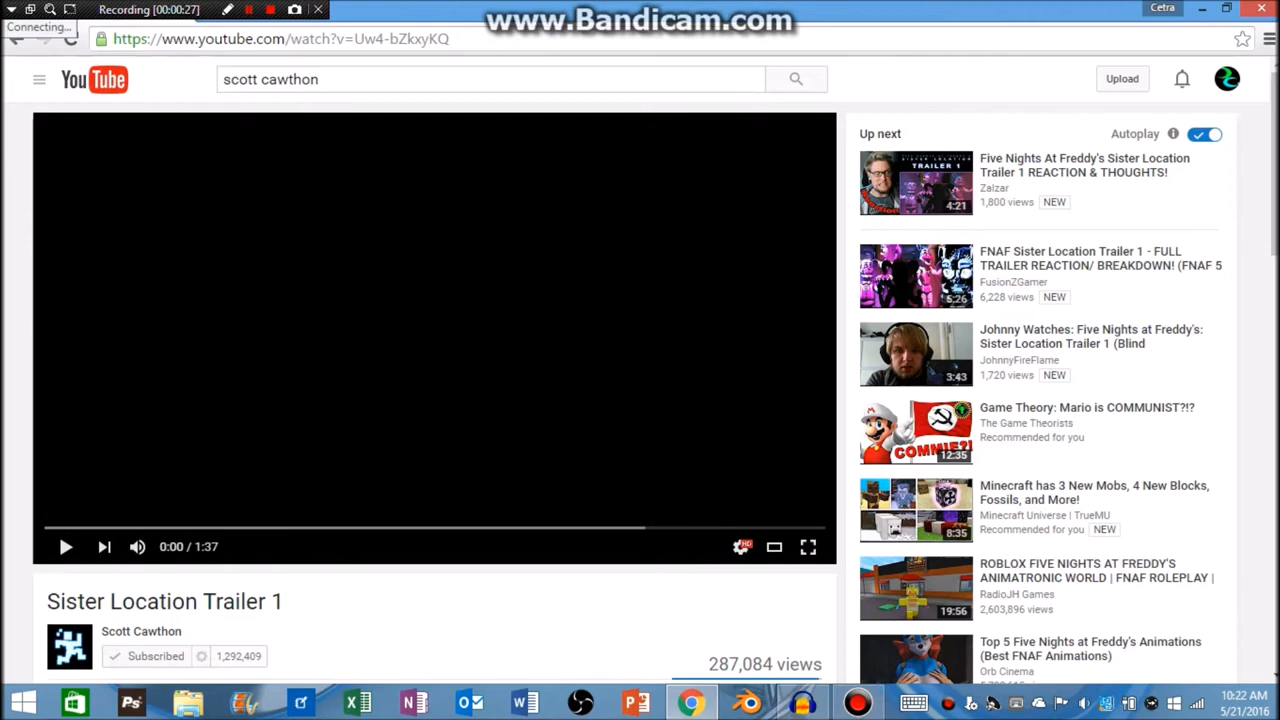 Recording [00:00:27]
www.Bandicam.com
Cetra
Connecting...
https://www.youtube.com/watch?v=Uw4-bZkxyKQ
YouTube
scott cawthon
Upload
Up next
Autoplay
Five Nights At Freddy's Sister Location
Trailer 1 REACTION & THOUGHTS!
Zalzar
1,800 views NEW
TRAILER 1
4:21
FNAF Sister Location Trailer 1 - FULL
TRAILER REACTION/ BREAKDOWN! (FNAF 5
FusionZGamer
6,228 views NEW
5:26
Johnny Watches: Five Nights at Freddy's:
Sister Location Trailer 1 (Blind
JohnnyFireFlame
1,720 views NEW
3:43
Game Theory: Mario is COMMUNIST?!?
The Game Theorists
Recommended for you
COMMIE?!
12:35
Minecraft has 3 New Mobs, 4 New Blocks,
Fossils, and More!
Minecraft Universe | TrueMU
Recommended for you NEW
8:35
ROBLOX FIVE NIGHTS AT FREDDY'S
ANIMATRONIC WORLD | FNAF ROLEPLAY |
RadioJH Games
2,603,896 views
19:56
Top 5 Five Nights at Freddy's Animations
(Best FNAF Animations)
Orb Cinema
0:00 / 1:37
HD
Sister Location Trailer 1
Scott Cawthon
Subscribed 1,292,409
287,084 views
10:22 AM
5/21/2016